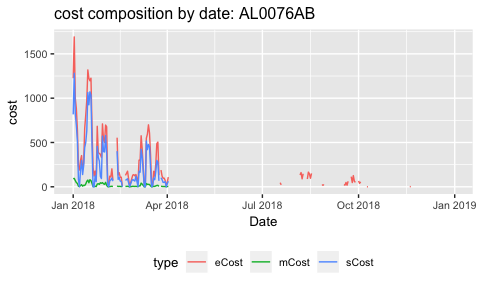 cost composition by date: AL0076AB
1500
1000
500
0
cost
Jan 2018 Apr 2018 Jul 2018 Oct 2018 Jan 2019
Date
type eCost mCost sCost